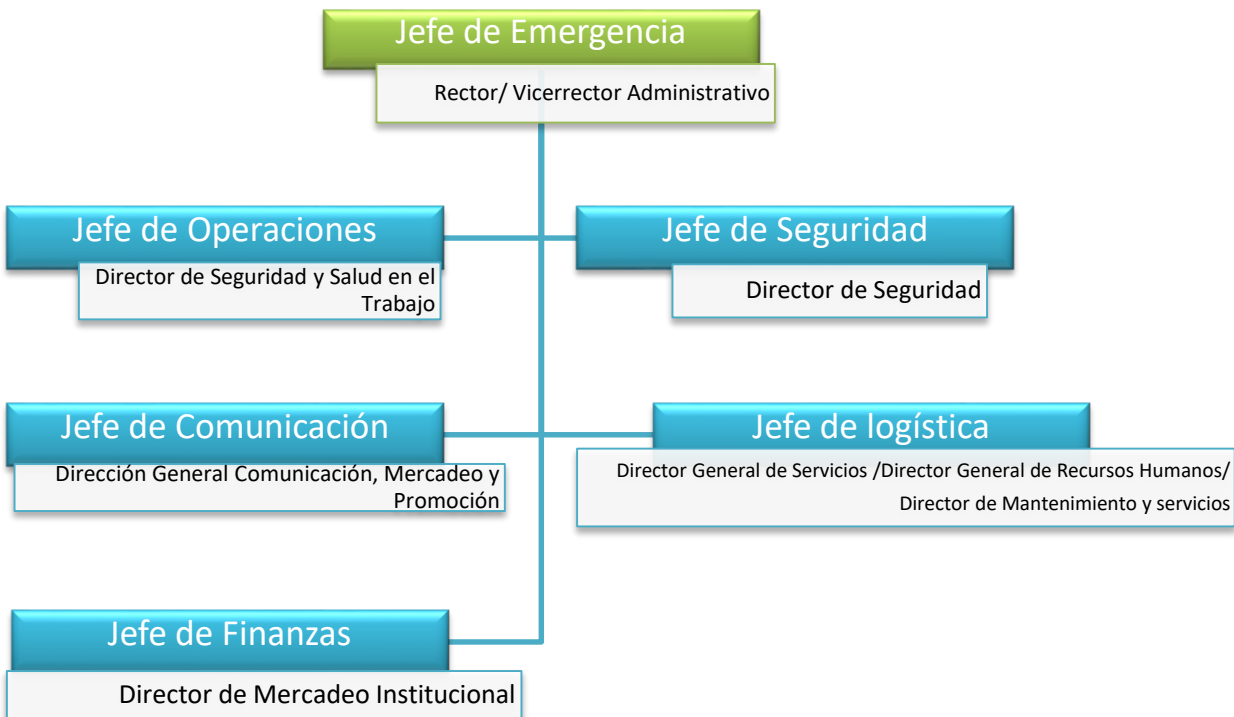 Jefe de Emergencia
Rector/ Vicerrector Administrativo
Jefe de Operaciones
Director de Seguridad y Salud en el
Trabajo
Jefe de Seguridad
Director de Seguridad
Jefe de Comunicación
Dirección General Comunicación, Mercadeo y
Promoción
Jefe de logística
Director General de Servicios /Director General de Recursos Humanos/
Director de Mantenimiento y servicios
Jefe de Finanzas
Director de Mercadeo Institucional